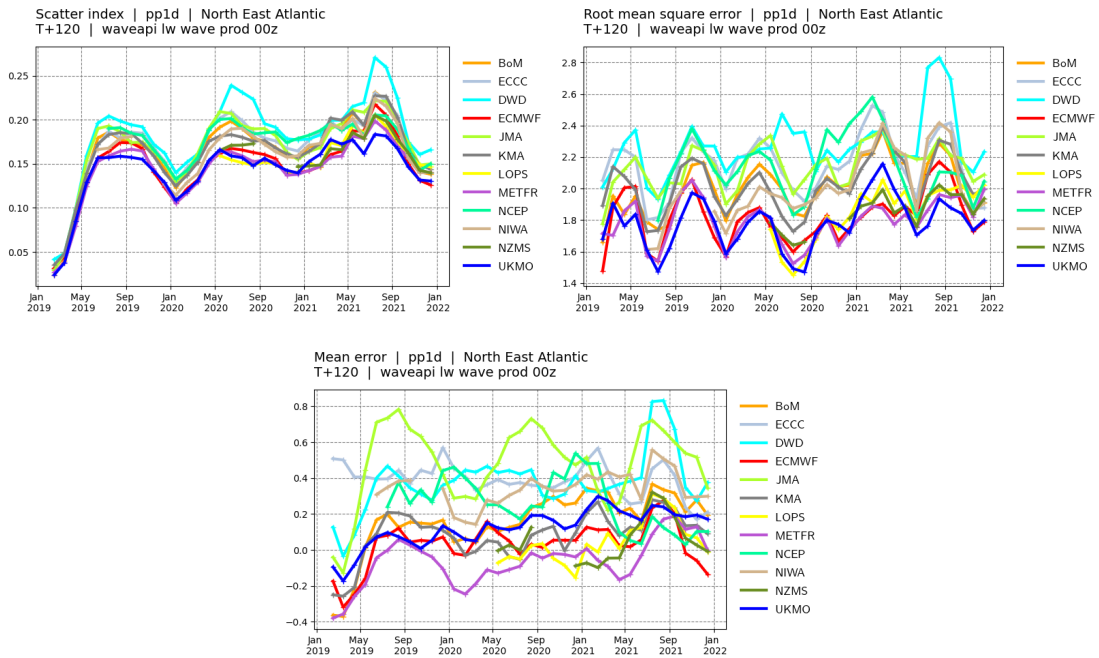 Scatter index | pp1d | North East Atlantic
T+120 | waveapi lw wave prod 00z
0.25
0.20
0.15
0.10
0.05
Jan 2019 May 2019 Sep 2019 Jan 2020 May 2020 Sep 2020 Jan 2021 May 2021 Sep 2021 Jan 2022
BoM
ECCC
DWD
ECMWF
JMA
KMA
LOPS
METFR
NCEP
NIWA
NZMS
UKMO
Root mean square error | pp1d | North East Atlantic
T+120 | waveapi lw wave prod 00z
2.8
2.6
2.4
2.2
2.0
1.8
1.6
1.4
Jan 2019 May 2019 Sep 2019 Jan 2020 May 2020 Sep 2020 Jan 2021 May 2021 Sep 2021 Jan 2022
BoM
ECCC
DWD
ECMWF
JMA
KMA
LOPS
METFR
NCEP
NIWA
NZMS
UKMO
Mean error | pp1d | North East Atlantic
T+120 | waveapi lw wave prod 00z
0.8
0.6
0.4
0.2
0.0
−0.2
−0.4
Jan 2019 May 2019 Sep 2019 Jan 2020 May 2020 Sep 2020 Jan 2021 May 2021 Sep 2021 Jan 2022
BoM
ECCC
DWD
ECMWF
JMA
KMA
LOPS
METFR
NCEP
NIWA
NZMS
UKMO